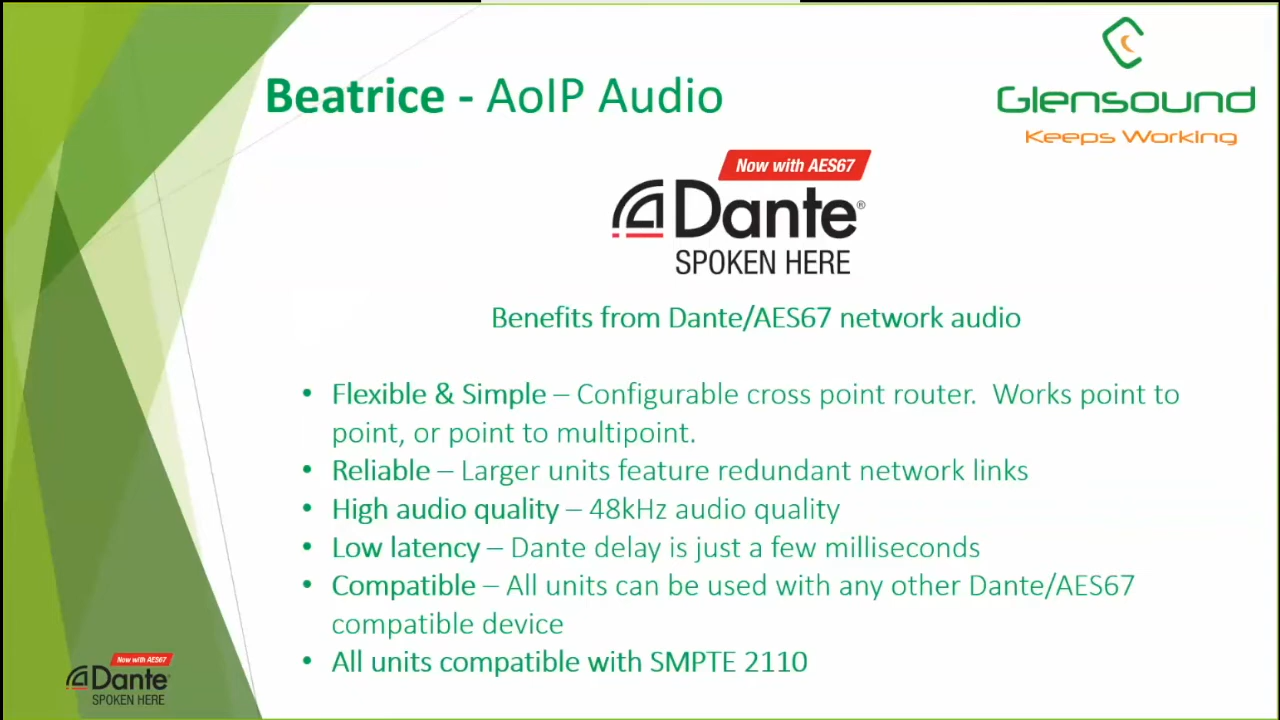 Beatrice - AoIP Audio
Glensound
Keeps Working
Now with AES67
Dante®
SPOKEN HERE
Benefits from Dante/AES67 network audio
• Flexible & Simple – Configurable cross point router.  Works point to
point, or point to multipoint.
• Reliable – Larger units feature redundant network links
• High audio quality – 48kHz audio quality
• Low latency – Dante delay is just a few milliseconds
• Compatible – All units can be used with any other Dante/AES67
compatible device
• All units compatible with SMPTE 2110
Now with AES67
Dante
SPOKEN HERE